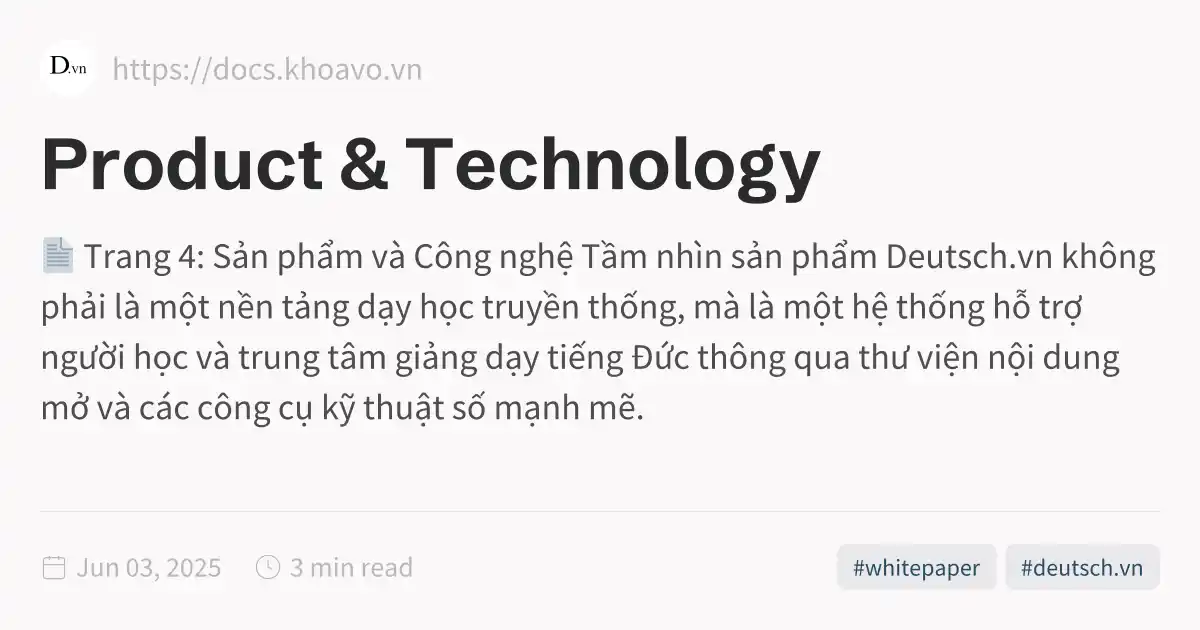 D.vn https://docs.khoavo.vn
Product & Technology
Trang 4: Sản phẩm và Công nghệ Tầm nhìn sản phẩm Deutsch.vn không
phải là một nền tảng dạy học truyền thống, mà là một hệ thống hỗ trợ
người học và trung tâm giảng dạy tiếng Đức thông qua thư viện nội dung
mở và các công cụ kỹ thuật số mạnh mẽ.
Jun 03, 2025 3 min read #whitepaper #deutsch.vn